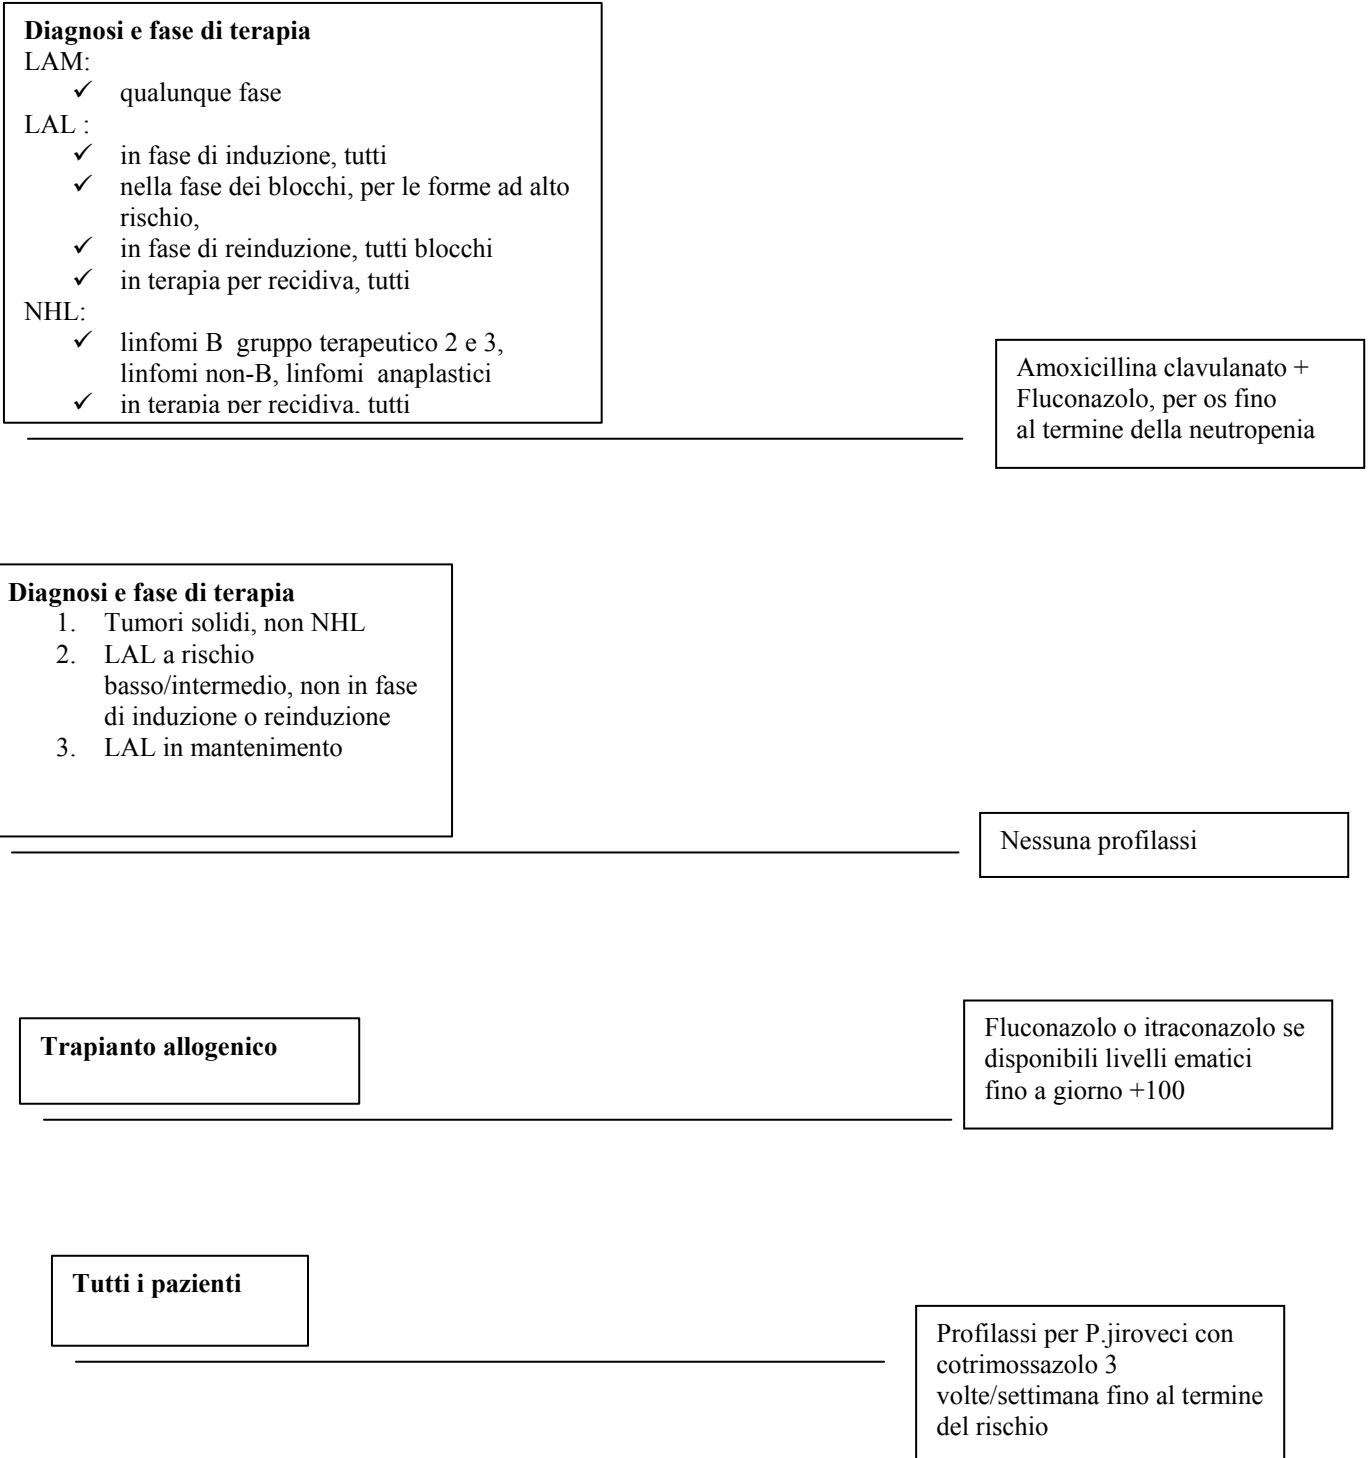 Diagnosi e fase di terapia
LAM:
✓ qualunque fase
LAL :
✓ in fase di induzione, tutti
✓ nella fase dei blocchi, per le forme ad alto
rischio,
✓ in fase di reinduzione, tutti blocchi
✓ in terapia per recidiva, tutti
NHL:
✓ linfomi B gruppo terapeutico 2 e 3,
linfomi non-B, linfomi anaplastici
✓ in terapia per recidiva, tutti
Amoxicillina clavulanato +
Fluconazolo, per os fino
al termine della neutropenia
Diagnosi e fase di terapia
1. Tumori solidi, non NHL
2. LAL a rischio
basso/intermedio, non in fase
di induzione o reinduzione
3. LAL in mantenimento
Nessuna profilassi
Trapianto allogenico
Fluconazolo o itraconazolo se
disponibili livelli ematici
fino a giorno +100
Tutti i pazienti
Profilassi per P.jiroveci con
cotrimossazolo 3
volte/settimana fino al termine
del rischio